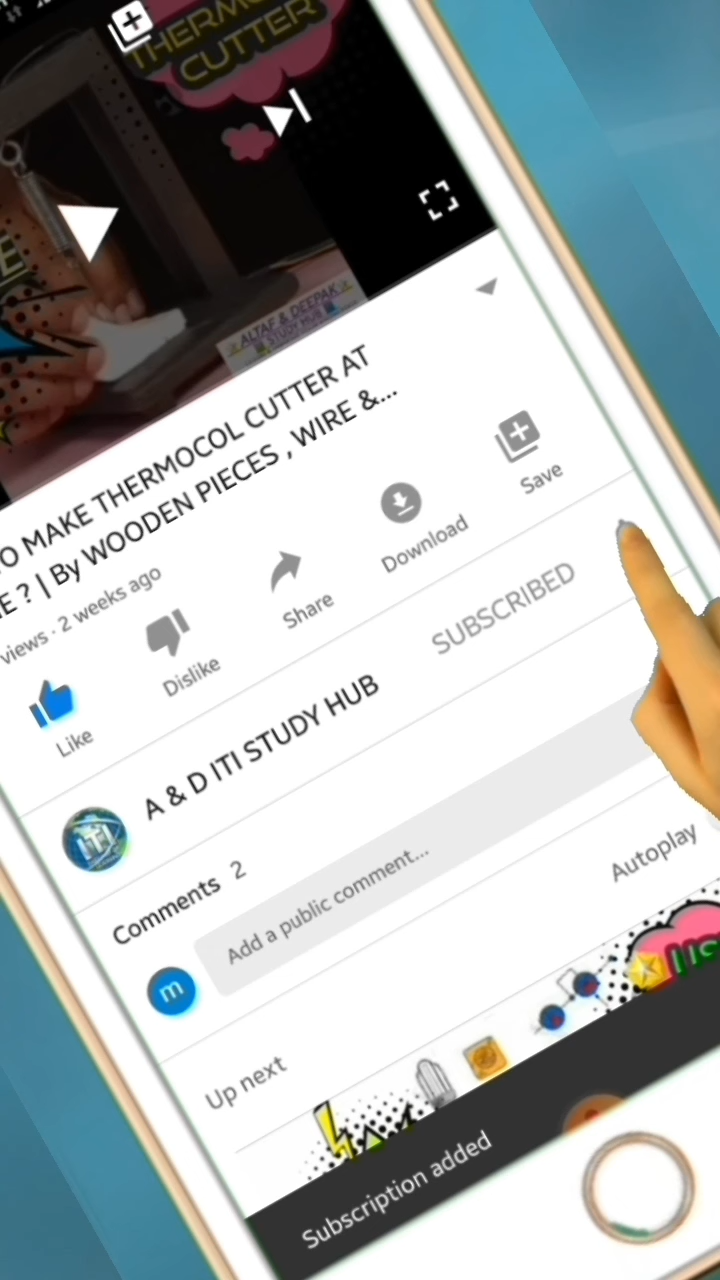 THERMO
CUTTER
ALTAF & DEEPAK
STUDY HUB
O MAKE THERMOCOL CUTTER AT
E ? | By WOODEN PIECES , WIRE &...
views · 2 weeks ago
Like
Dislike
Share
Download
Save
A & D ITI STUDY HUB
SUBSCRIBED
ITI
Comments 2
m
Add a public comment...
Autoplay
Up next
Subscription added